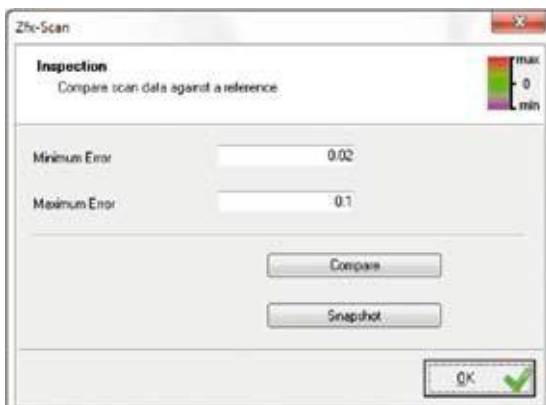 Zfx-Scan
Inspection
Compare scan data against a reference
max
0
min
Minimum Error 0.02
Maximum Error 0.1
Compare
Snapshot
OK